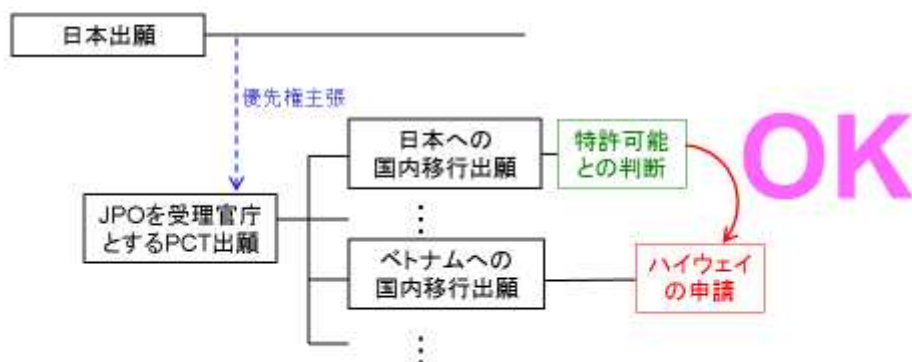 日本出願
優先権主張
日本への
国内移行出願
特許可能
との判断
OK
JPOを受理官庁
とするPCT出願
ベトナムへの
国内移行出願
ハイウェイ
の申請